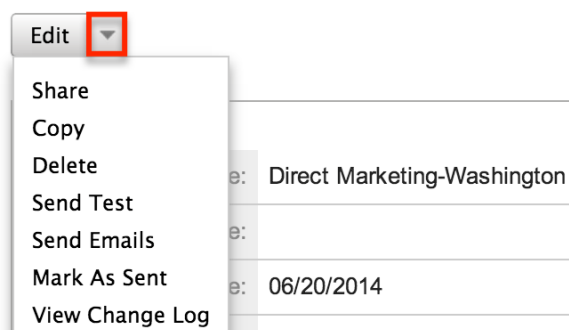 Edit
Share
Copy
Delete
e: Direct Marketing-Washington
Send Test
Send Emails
e:
Mark As Sent
e: 06/20/2014
View Change Log